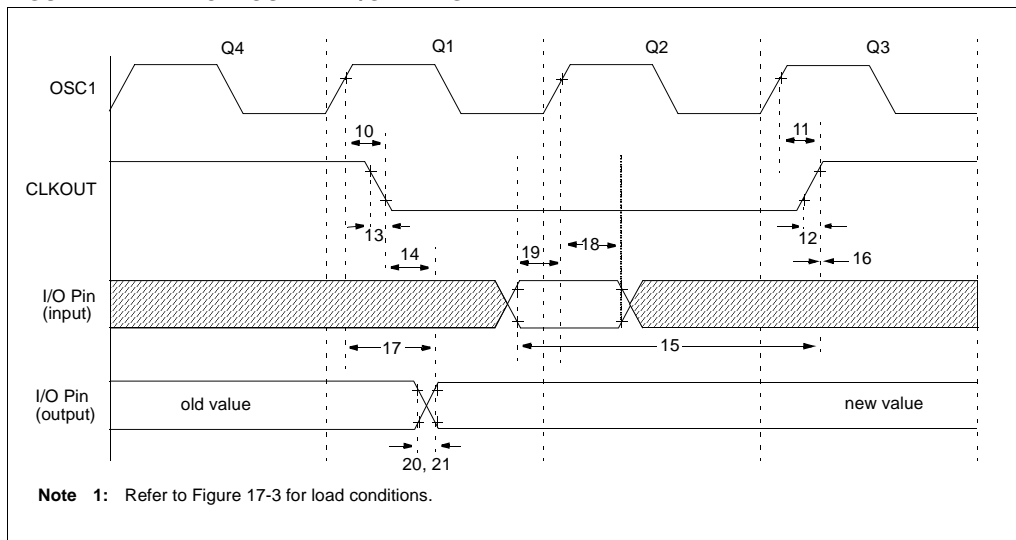 Q4 Q1 Q2 Q3
OSC1
10 11
CLKOUT
13 12
14 19 18 16
I/O Pin
(input)
17 15
I/O Pin
(output)
old value new value
20, 21
Note 1: Refer to Figure 17-3 for load conditions.